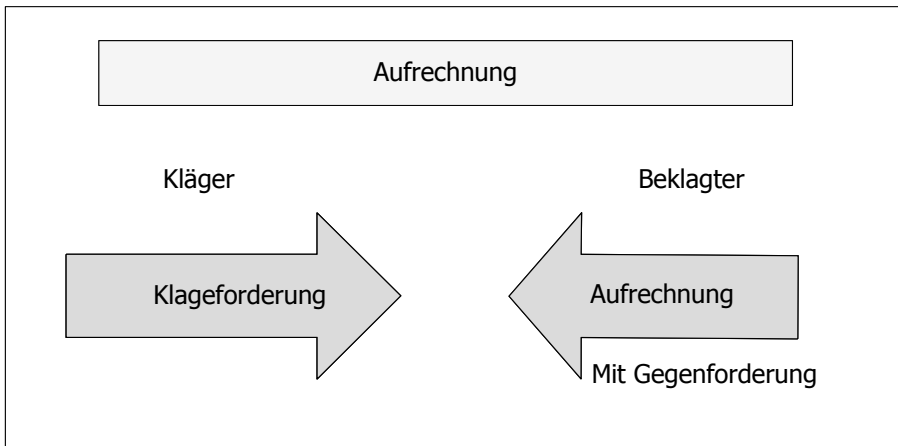 Aufrechnung
Kläger
Beklagter
Klageforderung
Aufrechnung
Mit Gegenforderung